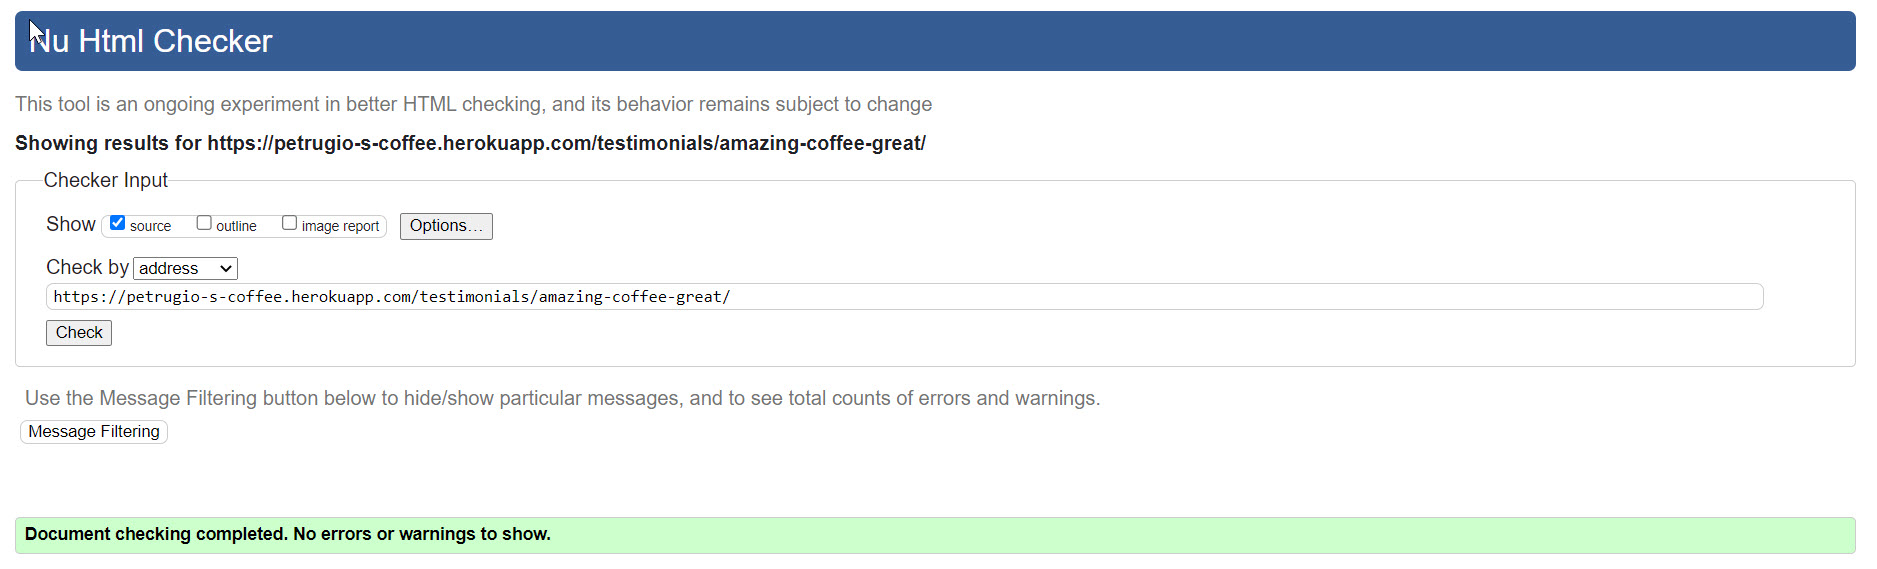 Nu Html Checker
This tool is an ongoing experiment in better HTML checking, and its behavior remains subject to change
Showing results for https://petrugio-s-coffee.herokuapp.com/testimonials/amazing-coffee-great/
Checker Input
Show source outline image report Options...
Check by address
https://petrugio-s-coffee.herokuapp.com/testimonials/amazing-coffee-great/
Check
Use the Message Filtering button below to hide/show particular messages, and to see total counts of errors and warnings.
Message Filtering
Document checking completed. No errors or warnings to show.